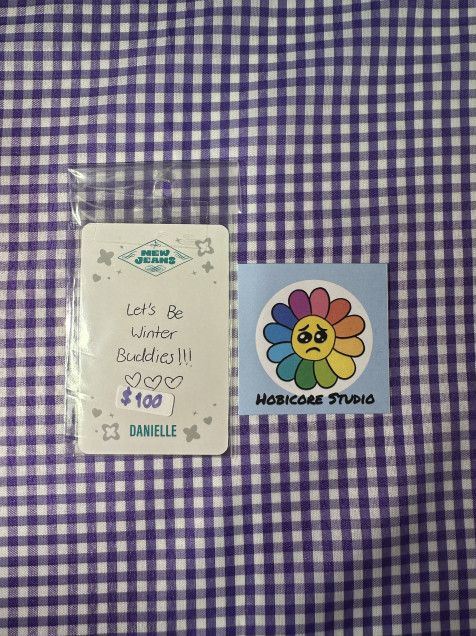 NEW
JEANS
Let's Be
Winter
Buddies!!!
$100
DANIELLE
HOBICORE STUDIO